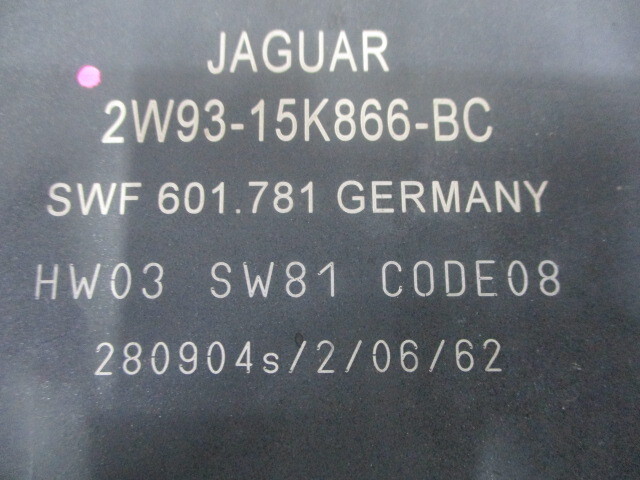 JAGUAR
2W93-15K866-BC
SWF 601.781 GERMANY
HW03 SW81 CODE08
280904s/2/06/62